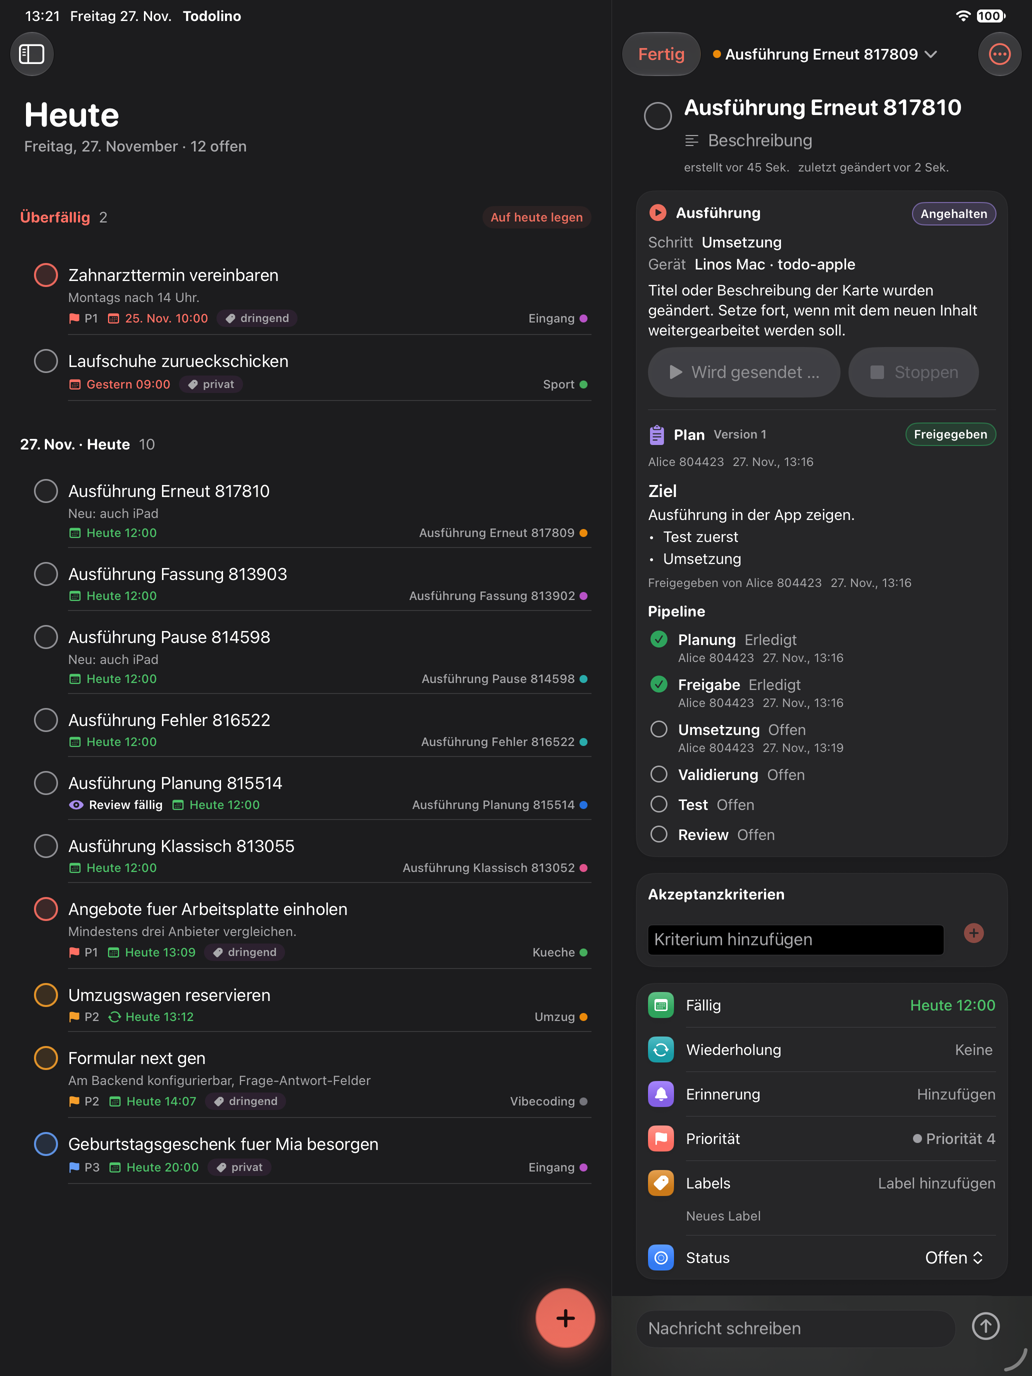 13:21 Freitag 27. Nov. Todolino
100
Heute
Freitag, 27. November · 12 offen
Überfällig 2
Auf heute legen
Zahnarzttermin vereinbaren
Montags nach 14 Uhr.
P1 25. Nov. 10:00 dringend Eingang
Laufschuhe zurueckschicken
Gestern 09:00 privat Sport
27. Nov. · Heute 10
Ausführung Erneut 817810
Neu: auch iPad
Heute 12:00 Ausführung Erneut 817809
Ausführung Fassung 813903
Heute 12:00 Ausführung Fassung 813902
Ausführung Pause 814598
Neu: auch iPad
Heute 12:00 Ausführung Pause 814598
Ausführung Fehler 816522
Heute 12:00 Ausführung Fehler 816522
Ausführung Planung 815514
Review fällig Heute 12:00 Ausführung Planung 815514
Ausführung Klassisch 813055
Heute 12:00 Ausführung Klassisch 813052
Angebote fuer Arbeitsplatte einholen
Mindestens drei Anbieter vergleichen.
P1 Heute 13:09 dringend Kueche
Umzugswagen reservieren
P2 Heute 13:12 Umzug
Formular next gen
Am Backend konfigurierbar, Frage-Antwort-Felder
P2 Heute 14:07 dringend Vibecoding
Geburtstagsgeschenk fuer Mia besorgen
P3 Heute 20:00 privat Eingang
Fertig
Ausführung Erneut 817809
Ausführung Erneut 817810
Beschreibung
erstellt vor 45 Sek. zuletzt geändert vor 2 Sek.
Ausführung Angehalten
Schritt Umsetzung
Gerät Linos Mac · todo-apple
Titel oder Beschreibung der Karte wurden
geändert. Setze fort, wenn mit dem neuen Inhalt
weitergearbeitet werden soll.
Wird gesendet ... Stoppen
Plan Version 1 Freigegeben
Alice 804423 27. Nov., 13:16
Ziel
Ausführung in der App zeigen.
• Test zuerst
• Umsetzung
Freigegeben von Alice 804423 27. Nov., 13:16
Pipeline
Planung Erledigt
Alice 804423 27. Nov., 13:16
Freigabe Erledigt
Alice 804423 27. Nov., 13:16
Umsetzung Offen
Alice 804423 27. Nov., 13:19
Validierung Offen
Test Offen
Review Offen
Akzeptanzkriterien
Kriterium hinzufügen
Fällig Heute 12:00
Wiederholung Keine
Erinnerung Hinzufügen
Priorität Priorität 4
Labels Label hinzufügen
Neues Label
Status Offen
Nachricht schreiben